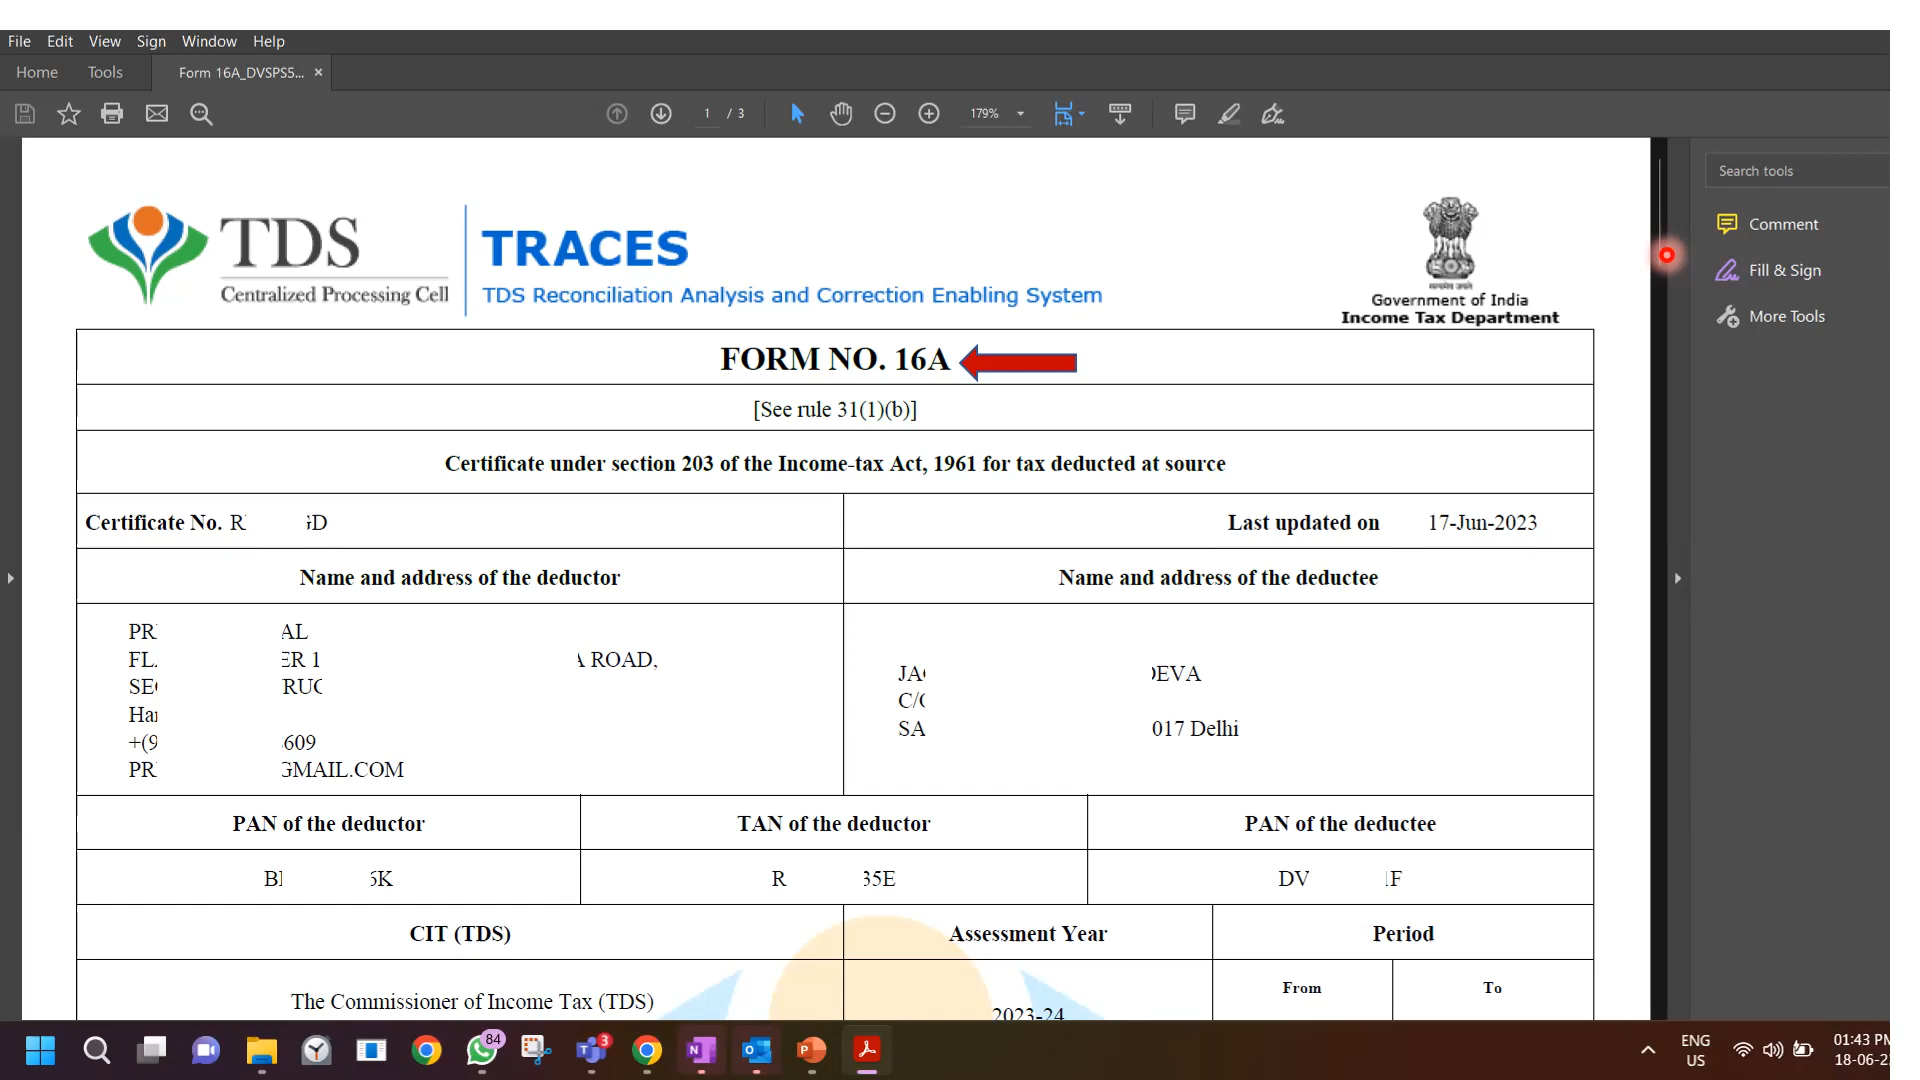 File Edit View Sign Window Help
Home Tools Form 16A_DVSPS5... ×
1 / 3 179%
Search tools
Comment
Fill & Sign
More Tools
TDS
Centralized Processing Cell
TRACES
TDS Reconciliation Analysis and Correction Enabling System
Government of India
Income Tax Department
FORM NO. 16A
[See rule 31(1)(b)]
Certificate under section 203 of the Income-tax Act, 1961 for tax deducted at source
Certificate No. R GD
Last updated on 17-Jun-2023
Name and address of the deductor
Name and address of the deductee
PR AL
FL ER 1 A ROAD,
SE RUC
Har
+(9 609
PR GMAIL.COM
JA DEVA
C/
SA 017 Delhi
PAN of the deductor
TAN of the deductor
PAN of the deductee
B 6K
R 35E
DV F
CIT (TDS)
Assessment Year
Period
The Commissioner of Income Tax (TDS)
2023-24
From
To
84
3
ENG
US
01:43 PM
18-06-2